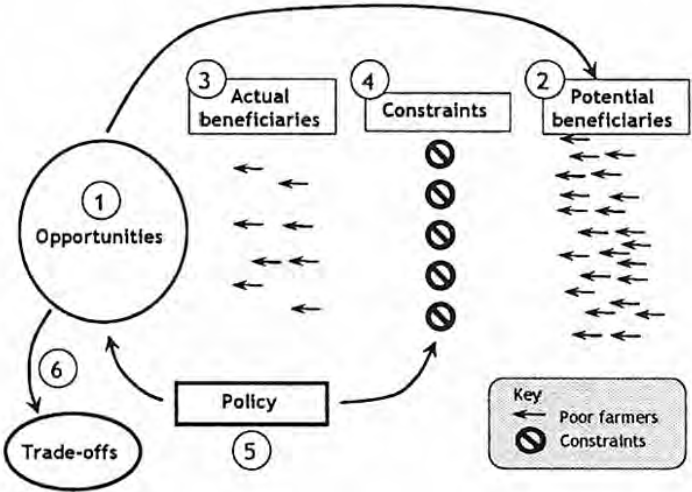 3
Actual
beneficiaries
4
Constraints
2
Potential
beneficiaries
1
Opportunities
6
Policy
5
Trade-offs
Key
Poor farmers
Constraints